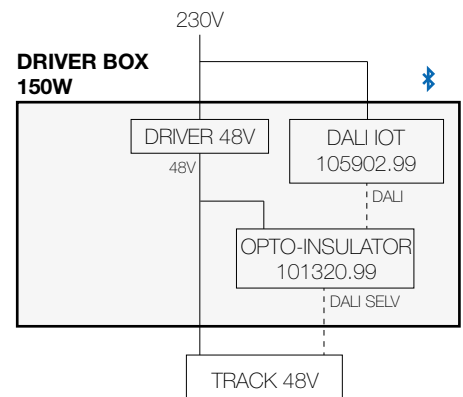 230V
DRIVER BOX
150W
DRIVER 48V
DALI IOT
105902.99
48V
DALI
OPTO-INSULATOR
101320.99
DALI SELV
TRACK 48V